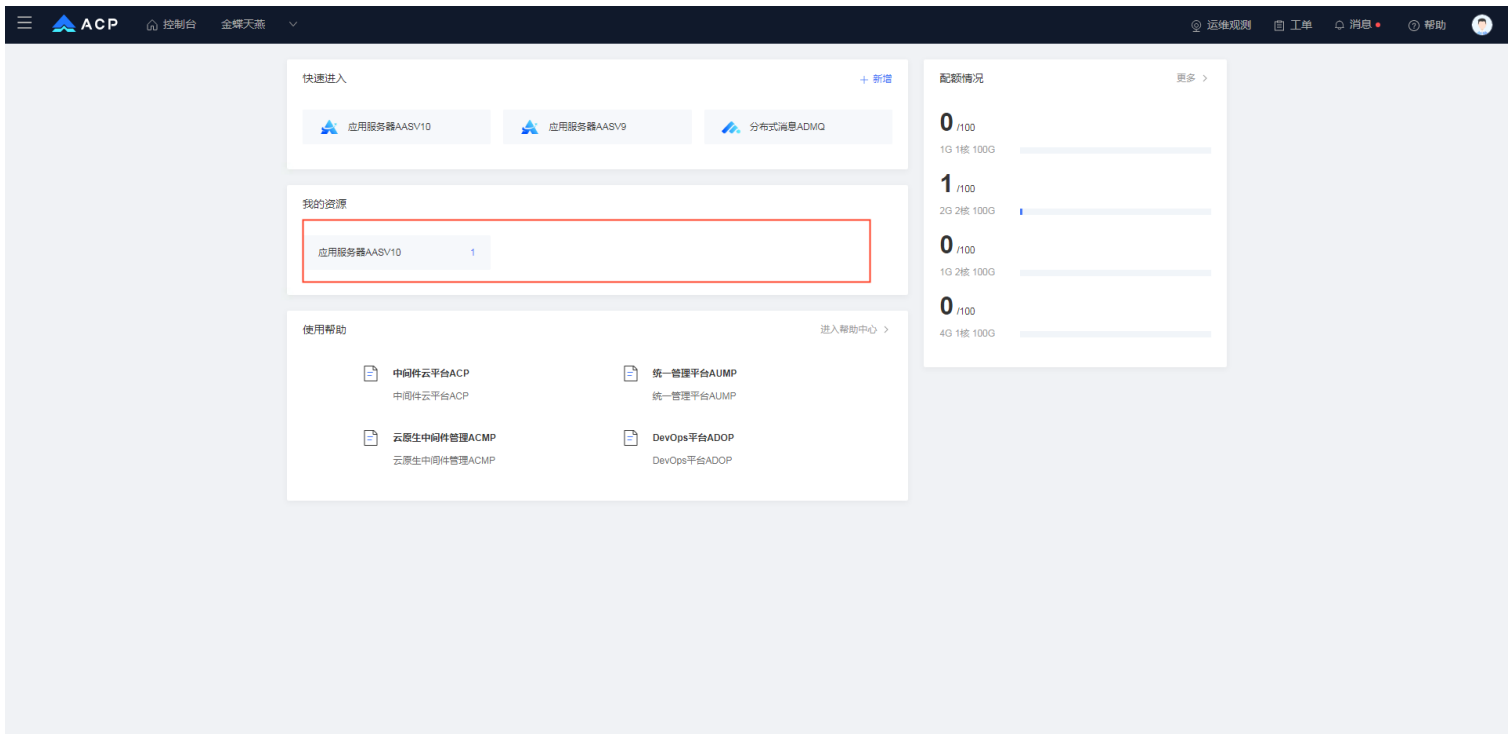 ACP 控制台 金蝶天燕 运维观测 工单 消息 帮助
快速进入 + 新增
应用服务器AASV10 应用服务器AASV9 分布式消息ADMQ
我的资源
应用服务器AASV10 1
使用帮助 进入帮助中心 >
中间件云平台ACP 统一管理平台AUMP
中间件云平台ACP 统一管理平台AUMP
云原生中间件管理ACMP DevOps平台ADOP
云原生中间件管理ACMP DevOps平台ADOP
配额情况 更多 >
0 /100
1G 1核 100G
1 /100
2G 2核 100G
0 /100
1G 2核 100G
0 /100
4G 1核 100G